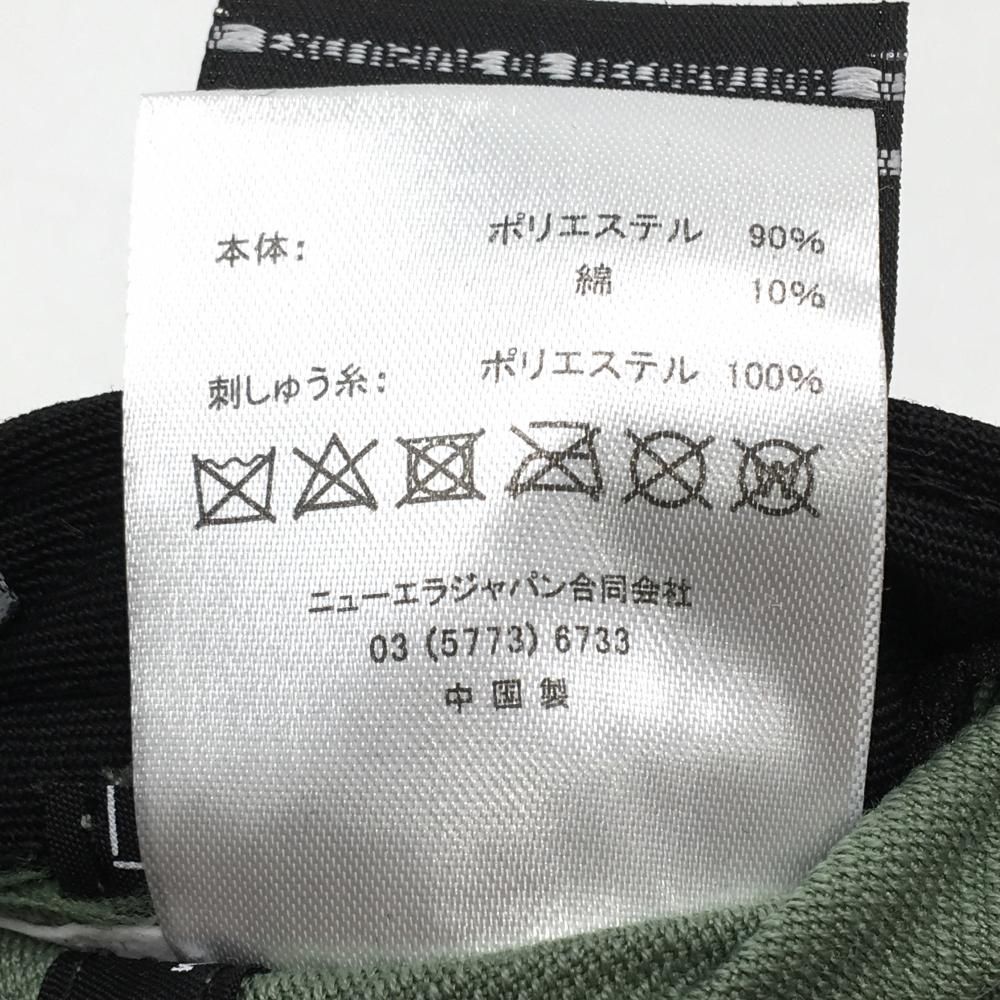 本体: ポリエステル 90%
綿 10%
刺しゅう糸: ポリエステル 100%
W
ニューエラジャパン合同会社
03 (5773) 6733
中国製